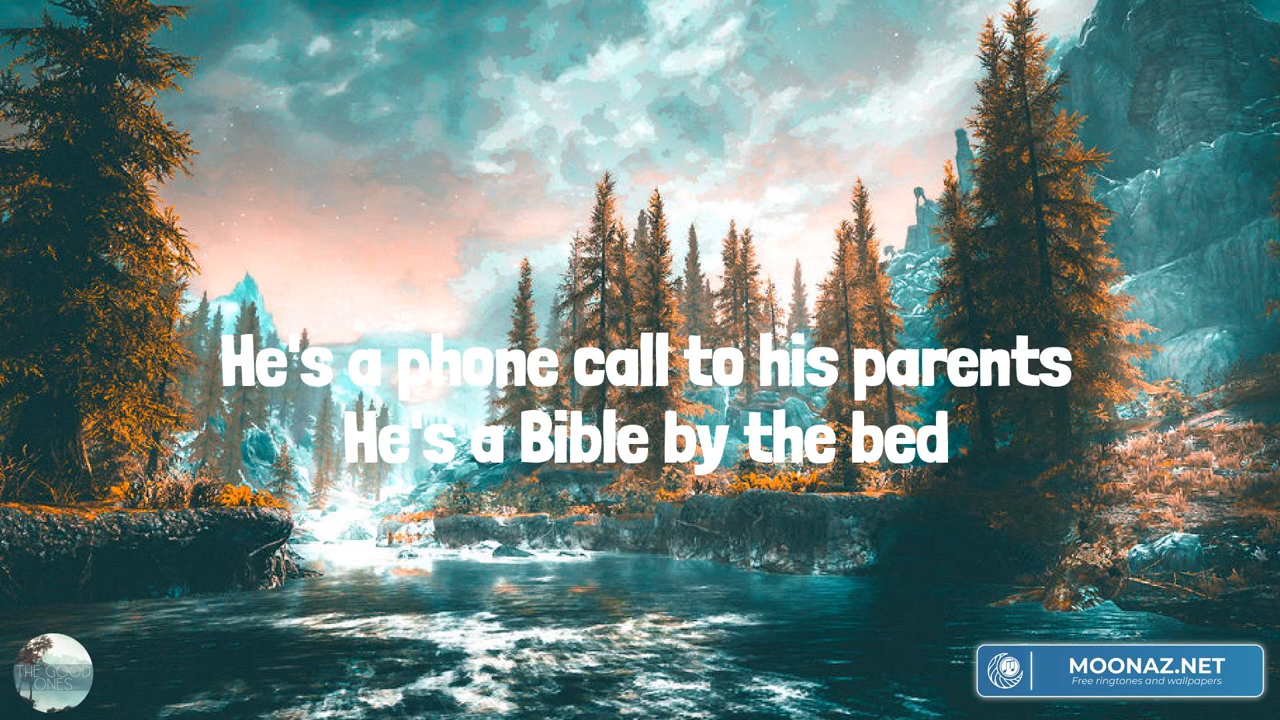 He's a phone call to his parents
He's a Bible by the bed
THE GOOD
ONES
MOONAZ.NET
Free ringtones and wallpapers